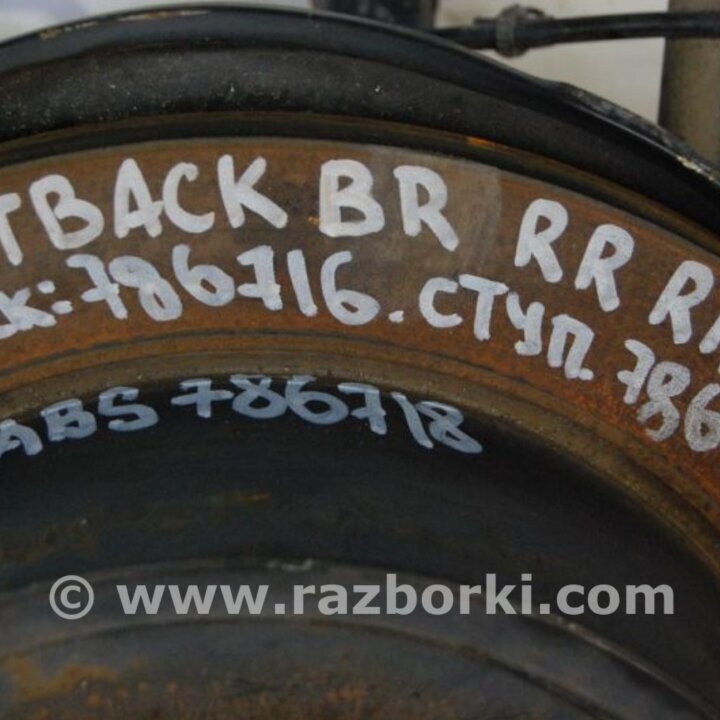 TBACK BR RR R
к:786716. СТУП. 786
ABS 786718
© www.razborki.com